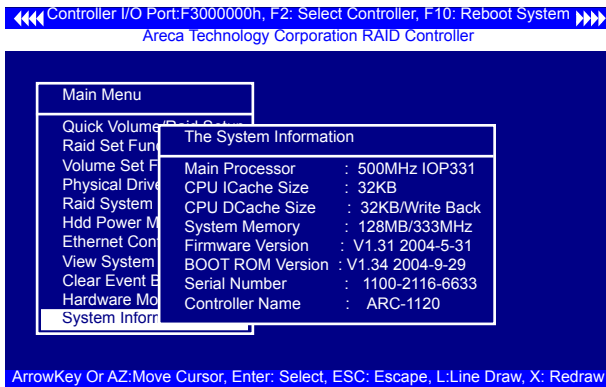 Controller I/O Port:F3000000h, F2: Select Controller, F10: Reboot System
Areca Technology Corporation RAID Controller
Main Menu
Quick Volume/Raid Setup
Raid Set Fun
Volume Set F
Physical Drive
Raid System
Hdd Power M
Ethernet Con
View System
Clear Event B
Hardware Mo
System Inform
The System Information
Main Processor : 500MHz IOP331
CPU ICache Size : 32KB
CPU DCache Size : 32KB/Write Back
System Memory : 128MB/333MHz
Firmware Version : V1.31 2004-5-31
BOOT ROM Version : V1.34 2004-9-29
Serial Number : 1100-2116-6633
Controller Name : ARC-1120
ArrowKey Or AZ:Move Cursor, Enter: Select, ESC: Escape, L:Line Draw, X: Redraw